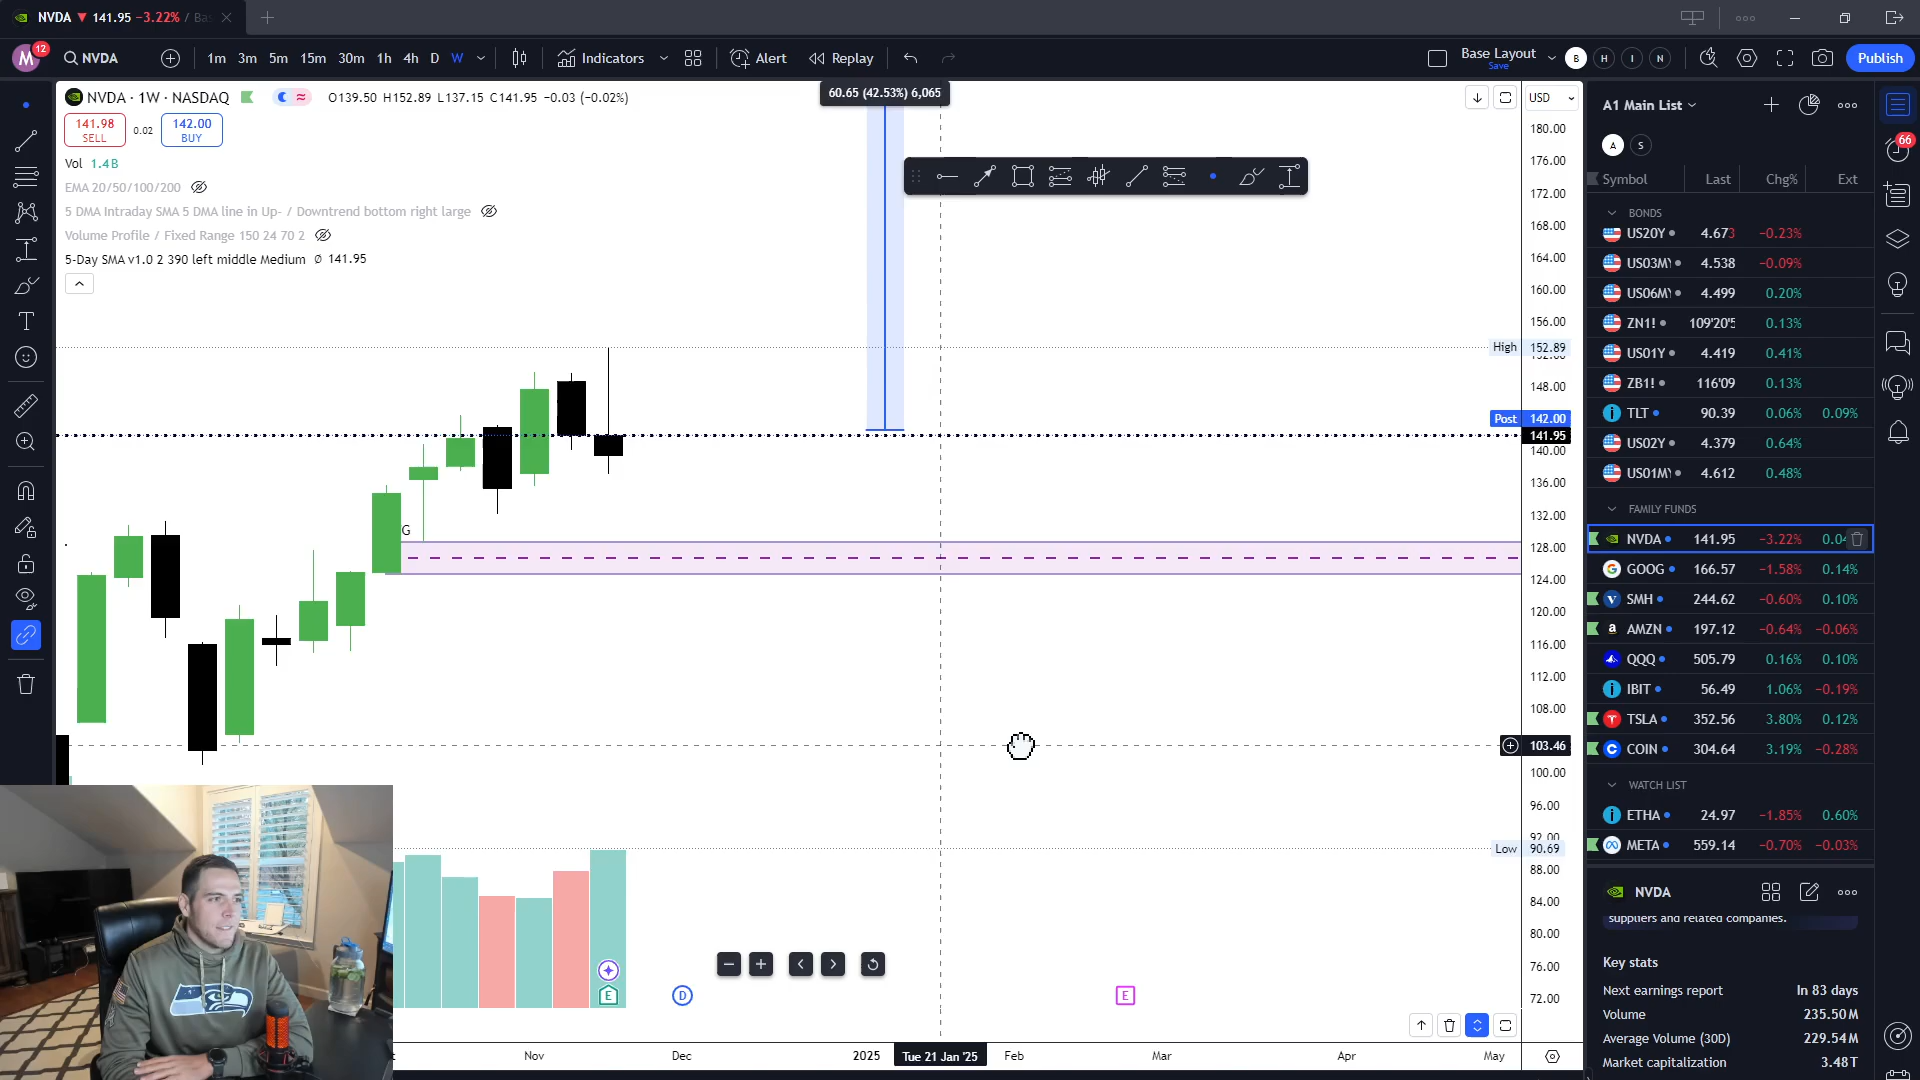 NVDA ▼ 141.95 −3.22% / Ba
M 12 NVDA 1m 3m 5m 15m 30m 1h 4h D W Indicators Alert Replay Base Layout Save B H I N Publish
NVDA · 1W · NASDAQ O139.50 H152.89 L137.15 C141.95 −0.03 (−0.02%)
141.98 SELL 0.02 142.00 BUY
Vol 1.4B
EMA 20/50/100/200
5 DMA Intraday SMA 5 DMA line in Up- / Downtrend bottom right large
Volume Profile / Fixed Range 150 24 70 2
5-Day SMA v1.0 2 390 left middle Medium ∅ 141.95
60.65 (42.53%) 6,065
G
USD
180.00
176.00
172.00
168.00
164.00
160.00
156.00
High 152.89
152.00
148.00
Post 142.00
141.95
140.00
136.00
132.00
128.00
124.00
120.00
116.00
112.00
108.00
103.46
100.00
96.00
92.00
Low 90.69
88.00
84.00
80.00
76.00
72.00
E D E
Nov Dec 2025 Tue 21 Jan '25 Feb Mar Apr May
A1 Main List
A S
Symbol Last Chg% Ext
BONDS
US20Y 4.673 −0.23%
US03MY 4.538 −0.09%
US06MY 4.499 0.20%
ZN1! 109'20'5 0.13%
US01Y 4.419 0.41%
ZB1! 116'09 0.13%
TLT 90.39 0.06% 0.09%
US02Y 4.379 0.64%
US01MY 4.612 0.48%
FAMILY FUNDS
NVDA 141.95 −3.22% 0.04
GOOG 166.57 −1.58% 0.14%
SMH 244.62 −0.60% 0.10%
AMZN 197.12 −0.64% −0.06%
QQQ 505.79 0.16% 0.10%
IBIT 56.49 1.06% −0.19%
TSLA 352.56 3.80% 0.12%
COIN 304.64 3.19% −0.28%
WATCH LIST
ETHA 24.97 −1.85% 0.60%
META 559.14 −0.70% −0.03%
NVDA
suppliers and related companies.
Key stats
Next earnings report In 83 days
Volume 235.50 M
Average Volume (30D) 229.54 M
Market capitalization 3.48 T
66